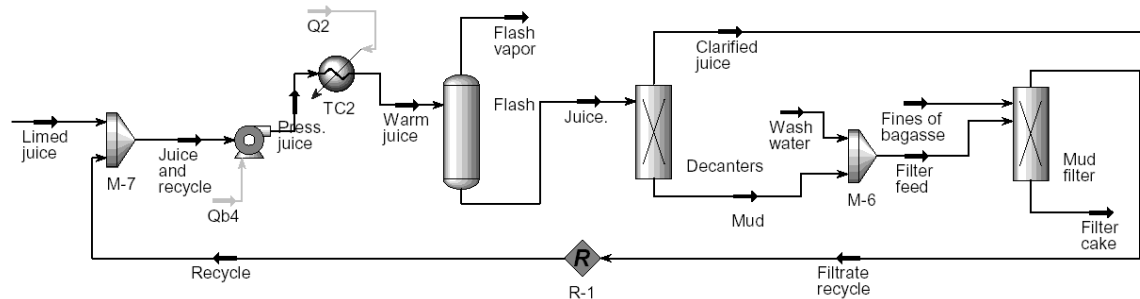 Q2
Flash
vapor
Clarified
juice
TC2
Flash
Press.
juice
Warm
juice
Juice.
Wash
water
Fines of
bagasse
Limed
juice
Juice
and
recycle
M-7
Decanters
Filter
feed
Mud
filter
M-6
Qb4
Mud
Filter
cake
Recycle
R
R-1
Filtrate
recycle